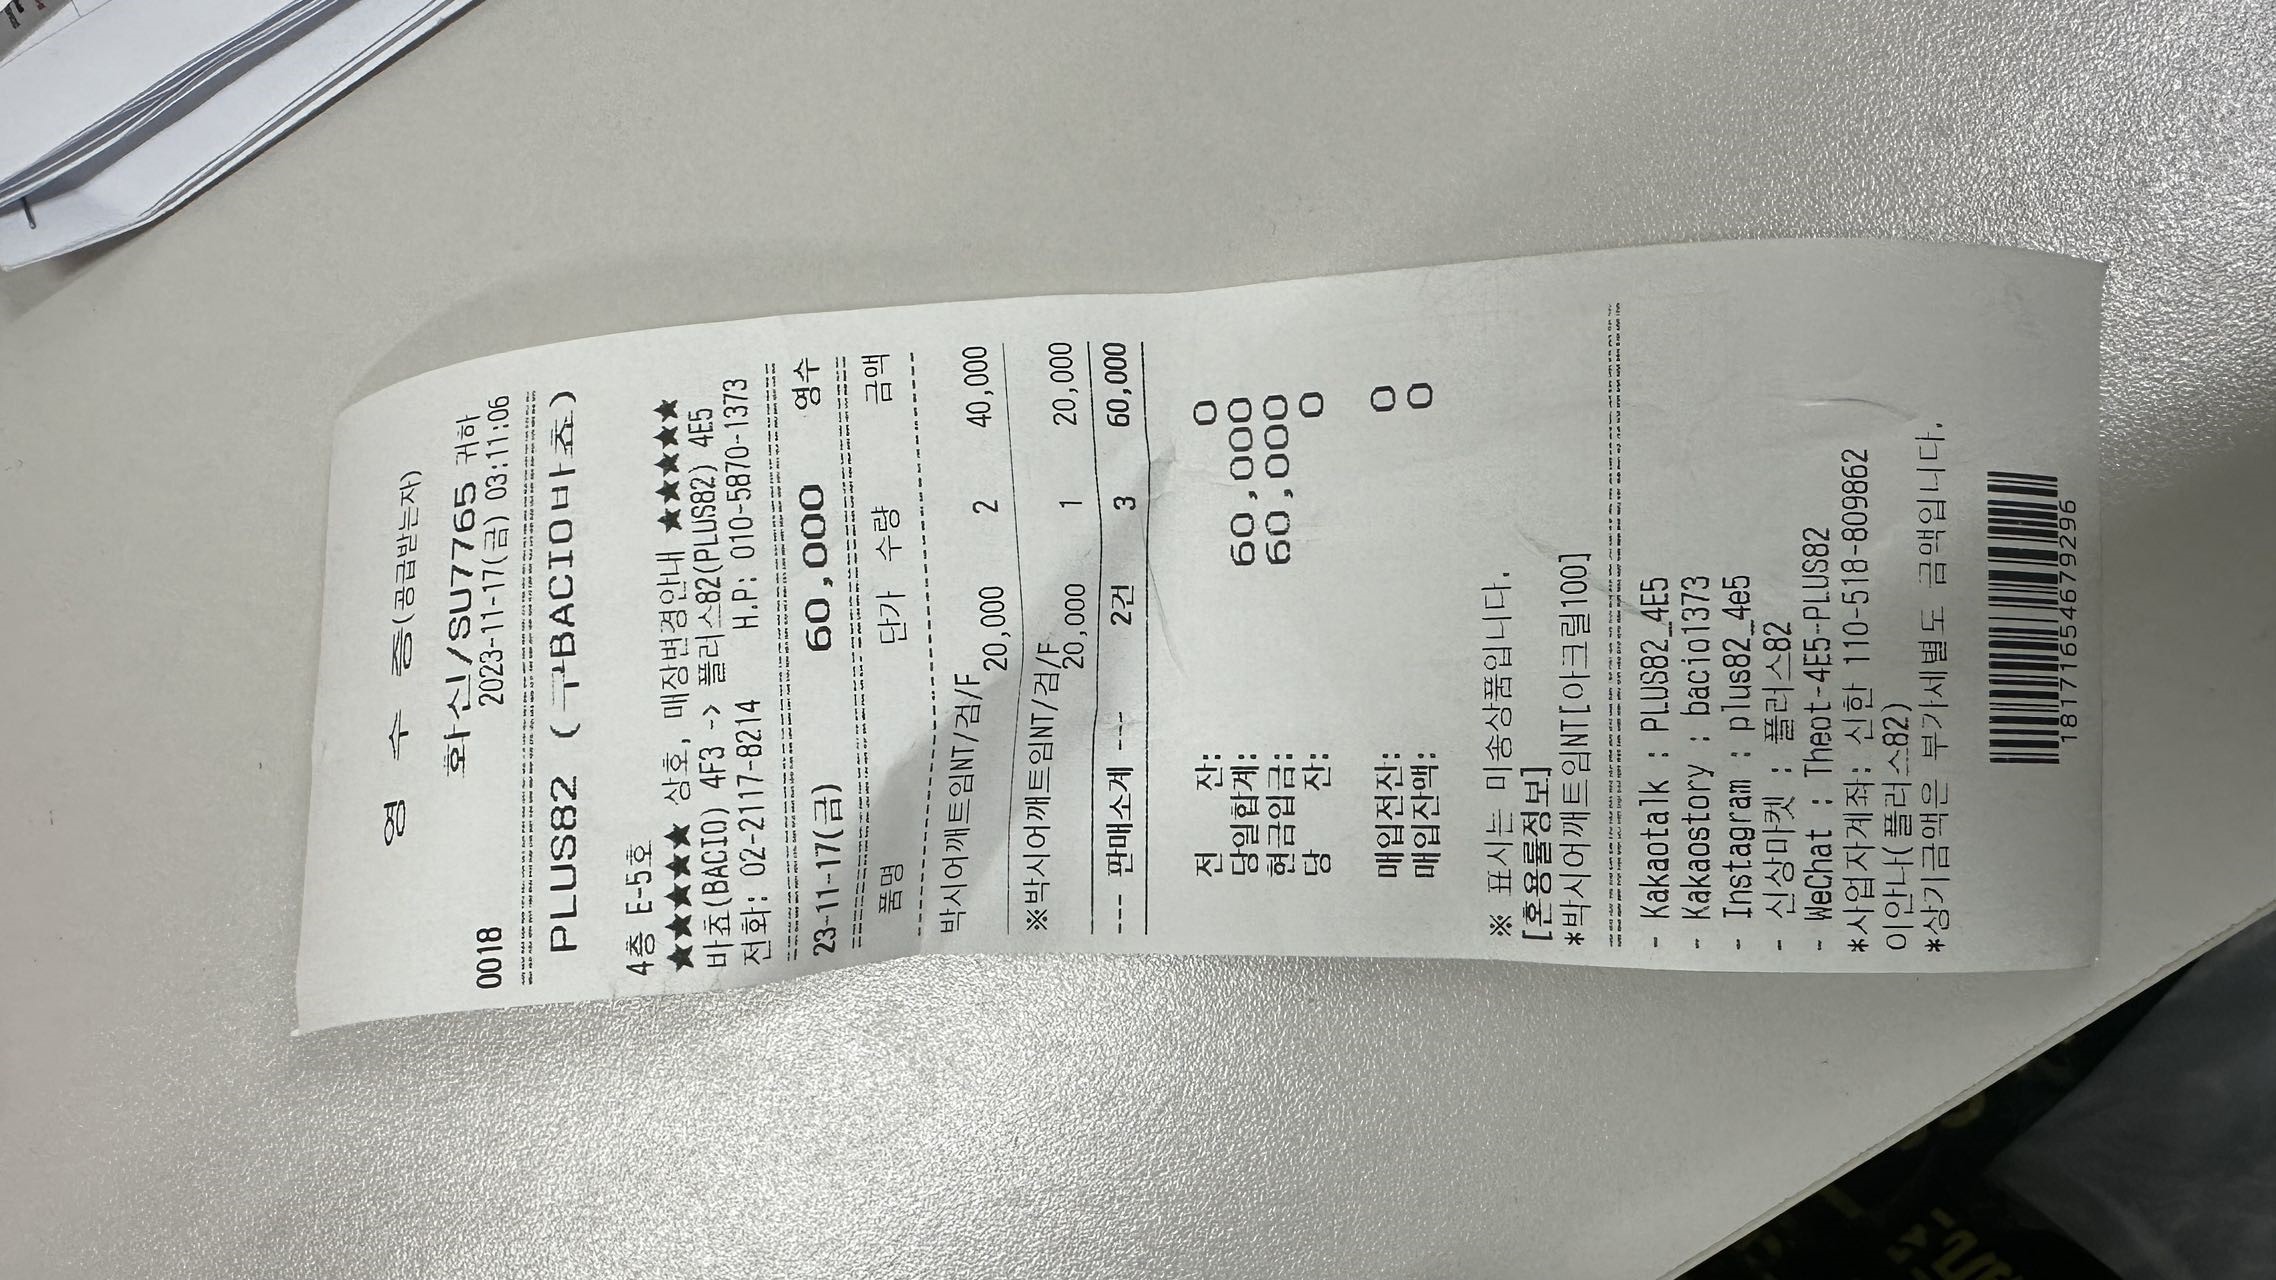 영 수 증(공급받는자)
화신/SU7765 귀하
0018 2023-11-17(금) 03:11:06
PLUS82 (구BACIO바쵸)
4층 E-5호
★★★★★★ 상호, 매장변경안내 ★★★★★★
바쵸(BACIO) 4F3 -> 플러스82(PLUS82) 4E5
전화: 02-2117-8214 H.P: 010-5870-1373
23-11-17(금) 60,000 영수
품명 단가 수량 금액
박시어깨트임NT/검/F
20,000 2 40,000
※박시어깨트임NT/검/F
20,000 1 20,000
--- 판매소계 --- 2건 3 60,000
전 잔: 0
당일합계: 60,000
현금입금: 60,000
당 잔: 0
매입전잔: 0
매입잔액: 0
※ 표시는 미송상품입니다.
[혼용률정보]
*박시어깨트임NT[아크릴100]
- Kakaotalk : PLUS82_4E5
- Kakaostory : bacio1373
- Instagram : plus82_4e5
- 신상마켓 : 플러스82
- WeChat : Theot-4E5-PLUS82
*사업자계좌: 신한 110-518-809862
이안나(플러스82)
*상기금액은 부가세별도 금액입니다.
18171654679296